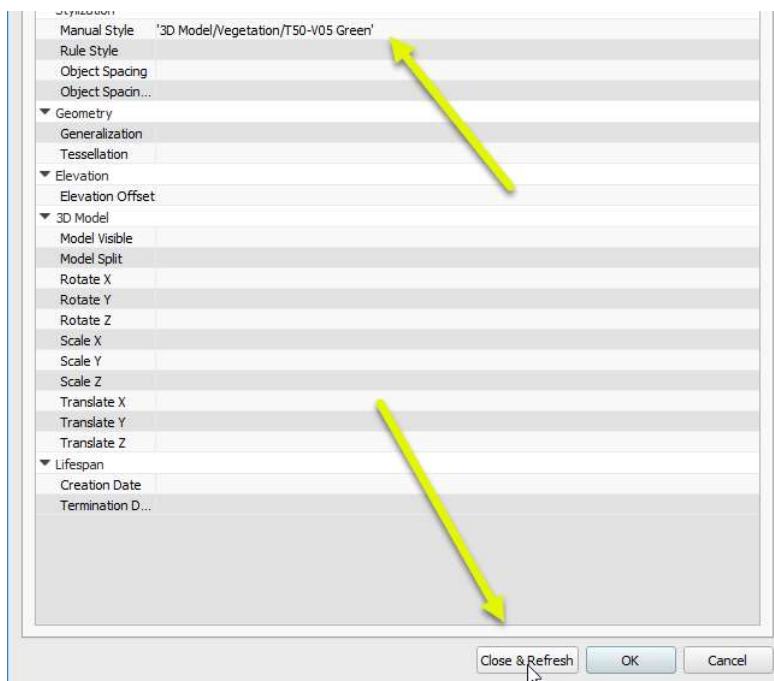 Stylization
Manual Style '3D Model/Vegetation/T50-V05 Green'
Rule Style
Object Spacing
Object Spacin...
Geometry
Generalization
Tessellation
Elevation
Elevation Offset
3D Model
Model Visible
Model Split
Rotate X
Rotate Y
Rotate Z
Scale X
Scale Y
Scale Z
Translate X
Translate Y
Translate Z
Lifespan
Creation Date
Termination D...
Close & Refresh OK Cancel